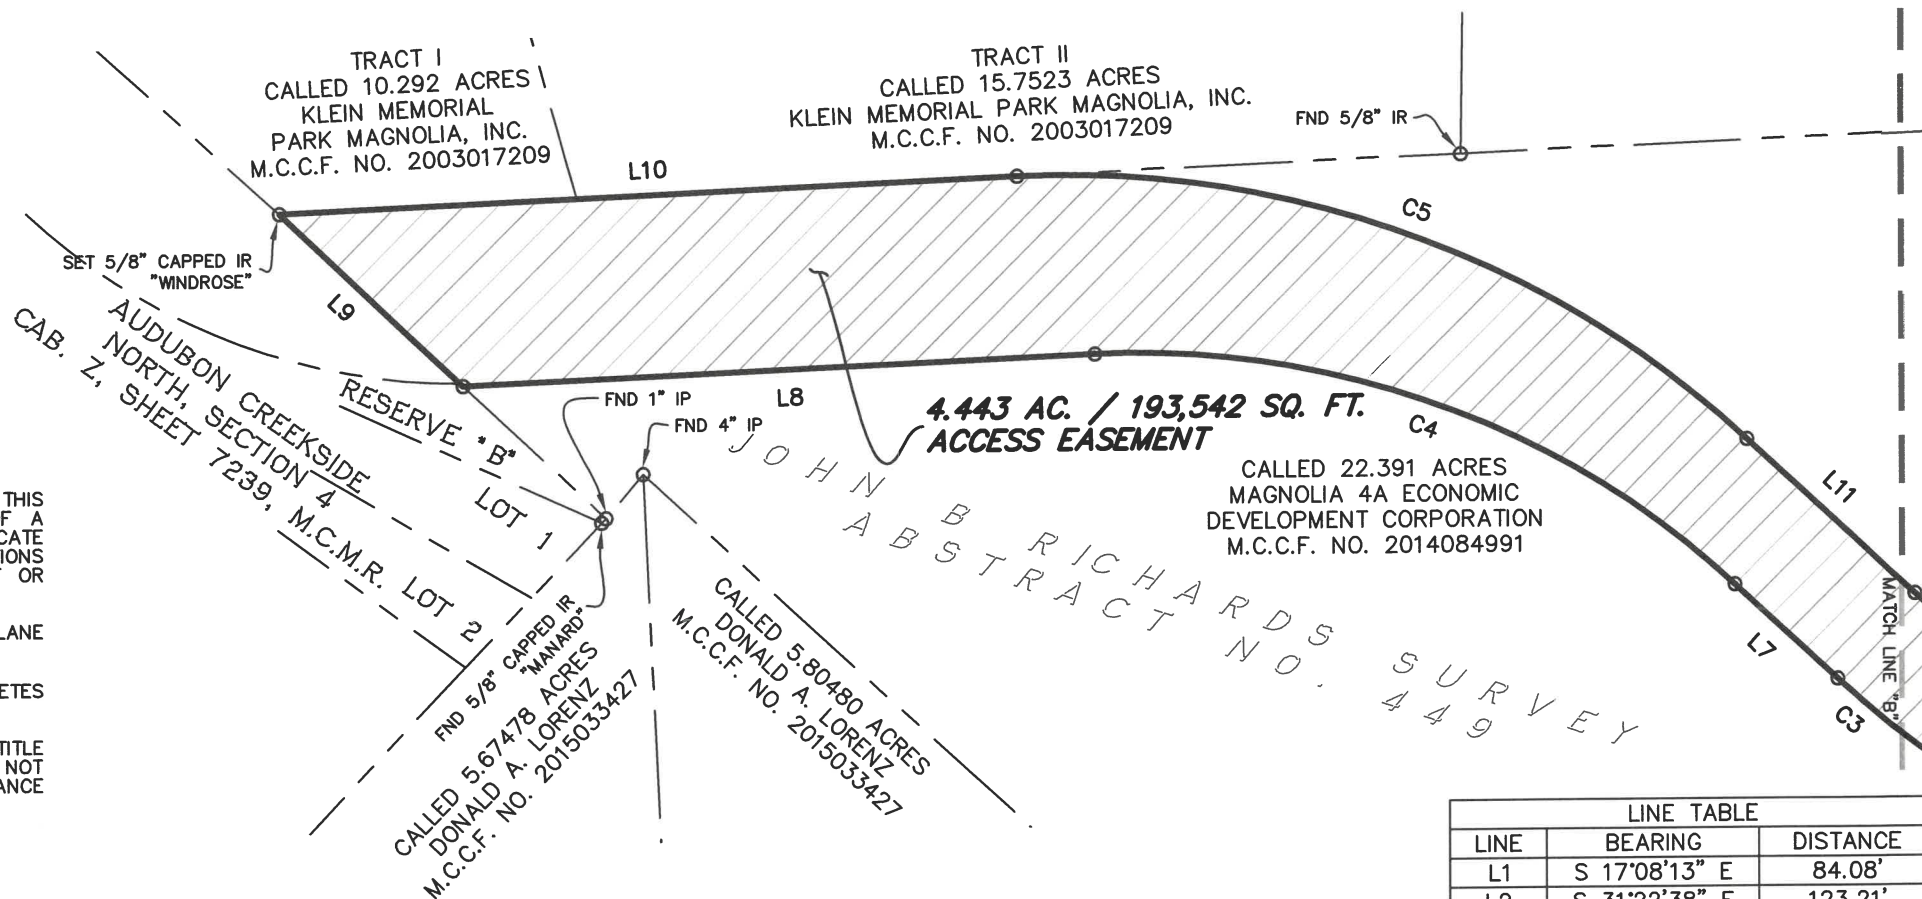 TRACT I
CALLED 10.292 ACRES
KLEIN MEMORIAL
PARK MAGNOLIA, INC.
M.C.C.F. NO. 2003017209
TRACT II
CALLED 15.7523 ACRES
KLEIN MEMORIAL PARK MAGNOLIA, INC.
M.C.C.F. NO. 2003017209
FND 5/8" IR
L10
C5
SET 5/8" CAPPED IR
"WINDROSE"
L9
AUDUBON CREEKSIDE
NORTH, SECTION 4
CAB. Z, SHEET 7239, M.C.M.R.
RESERVE "B"
LOT 1
LOT 2
FND 1" IP
FND 4" IP
L8
4.443 AC. / 193,542 SQ. FT.
ACCESS EASEMENT
C4
L11
CALLED 22.391 ACRES
MAGNOLIA 4A ECONOMIC
DEVELOPMENT CORPORATION
M.C.C.F. NO. 2014084991
JOHN B RICHARDS SURVEY
ABSTRACT NO. 449
L7
C3
MATCH LINE "B"
FND 5/8" CAPPED IR
"MANARD"
CALLED 5.67478 ACRES
DONALD A. LORENZ
M.C.C.F. NO. 2015033427
CALLED 5.80480 ACRES
DONALD A. LORENZ
M.C.C.F. NO. 2015033427
THIS
F A
CATE
IONS
OR
LANE
ETES
TITLE
NOT
ANCE
LINE TABLE
LINE BEARING DISTANCE
L1 S 17°08'13" E 84.08'
L2 S 31°22'38" E 123.21'